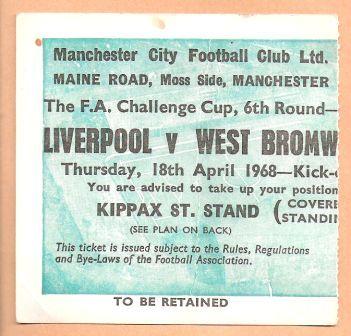 Manchester City Football Club Ltd.
MAINE ROAD, Moss Side, MANCHESTER
The F.A. Challenge Cup, 6th Round—
LIVERPOOL v WEST BROMW
Thursday, 18th April 1968—Kick-
You are advised to take up your position
KIPPAX ST. STAND (COVERE
STANDIN
(SEE PLAN ON BACK)
This ticket is issued subject to the Rules, Regulations
and Bye-Laws of the Football Association.
TO BE RETAINED